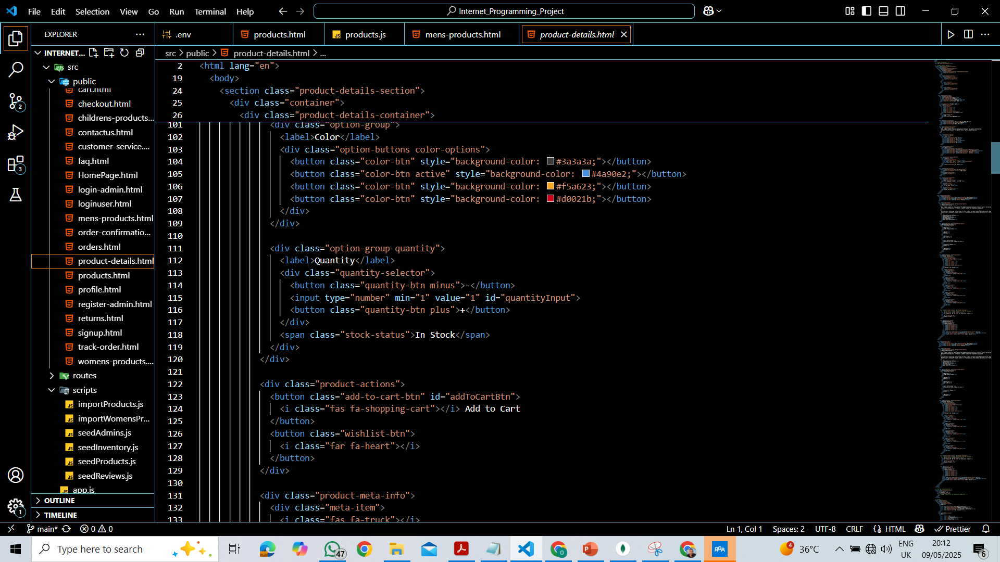 File Edit Selection View Go Run Terminal Help
Internet_Programming_Project
EXPLORER
.env
products.html
products.js
mens-products.html
product-details.html
INTERNET...
src > public > product-details.html > ...
src
public
cart.html
checkout.html
childrens-products...
contactus.html
customer-service....
faq.html
HomePage.html
login-admin.html
loginuser.html
mens-products.html
order-confirmatio...
orders.html
product-details.html
products.html
profile.html
register-admin.html
returns.html
signup.html
track-order.html
womens-products....
routes
scripts
importProducts.js
importWomensPr...
seedAdmins.js
seedInventory.js
seedProducts.js
seedReviews.js
app.js
OUTLINE
TIMELINE
2
3
1
2 <html lang="en">
19 <body>
24 <section class="product-details-section">
25 <div class="container">
26 <div class="product-details-container">
101 <div class="option-group">
102 <label>Color</label>
103 <div class="option-buttons color-options">
104 <button class="color-btn" style="background-color: #3a3a3a;"></button>
105 <button class="color-btn active" style="background-color: #4a90e2;"></button>
106 <button class="color-btn" style="background-color: #f5a623;"></button>
107 <button class="color-btn" style="background-color: #d0021b;"></button>
108 </div>
109 </div>
110
111 <div class="option-group quantity">
112 <label>Quantity</label>
113 <div class="quantity-selector">
114 <button class="quantity-btn minus">-</button>
115 <input type="number" min="1" value="1" id="quantityInput">
116 <button class="quantity-btn plus">+</button>
117 </div>
118 <span class="stock-status">In Stock</span>
119 </div>
120 </div>
121
122 <div class="product-actions">
123 <button class="add-to-cart-btn" id="addToCartBtn">
124 <i class="fas fa-shopping-cart"></i> Add to Cart
125 </button>
126 <button class="wishlist-btn">
127 <i class="far fa-heart"></i>
128 </button>
129 </div>
130
131 <div class="product-meta-info">
132 <div class="meta-item">
133 <i class="fas fa-truck"></i>
main* 0 0
Ln 1, Col 1 Spaces: 2 UTF-8 CRLF HTML Prettier
Type here to search
47
4
36°C
ENG
UK
20:12
09/05/2025
6